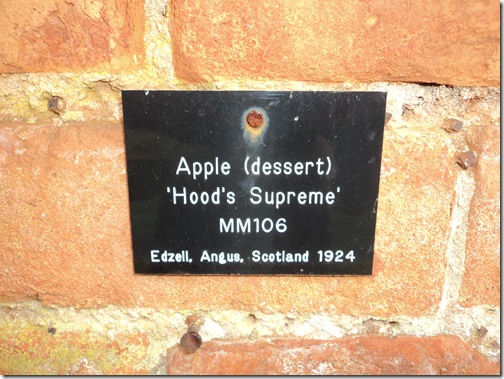 Apple (dessert)
'Hood's Supreme'
MM106
Edzell, Angus, Scotland 1924